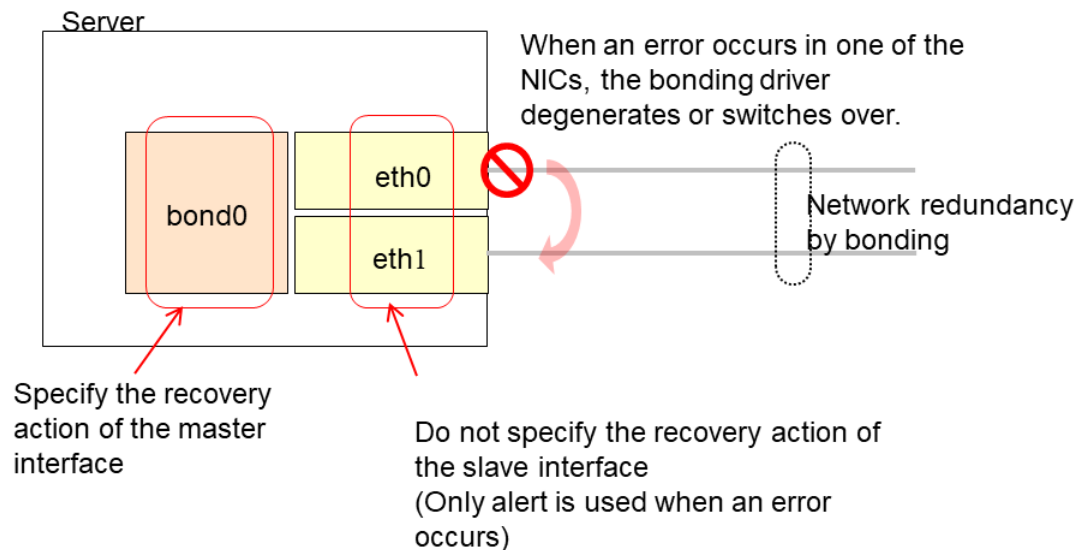 Server
When an error occurs in one of the
NICs, the bonding driver
degenerates or switches over.
eth0
bond0
eth1
Network redundancy
by bonding
Specify the recovery
action of the master
interface
Do not specify the recovery action of
the slave interface
(Only alert is used when an error
occurs)